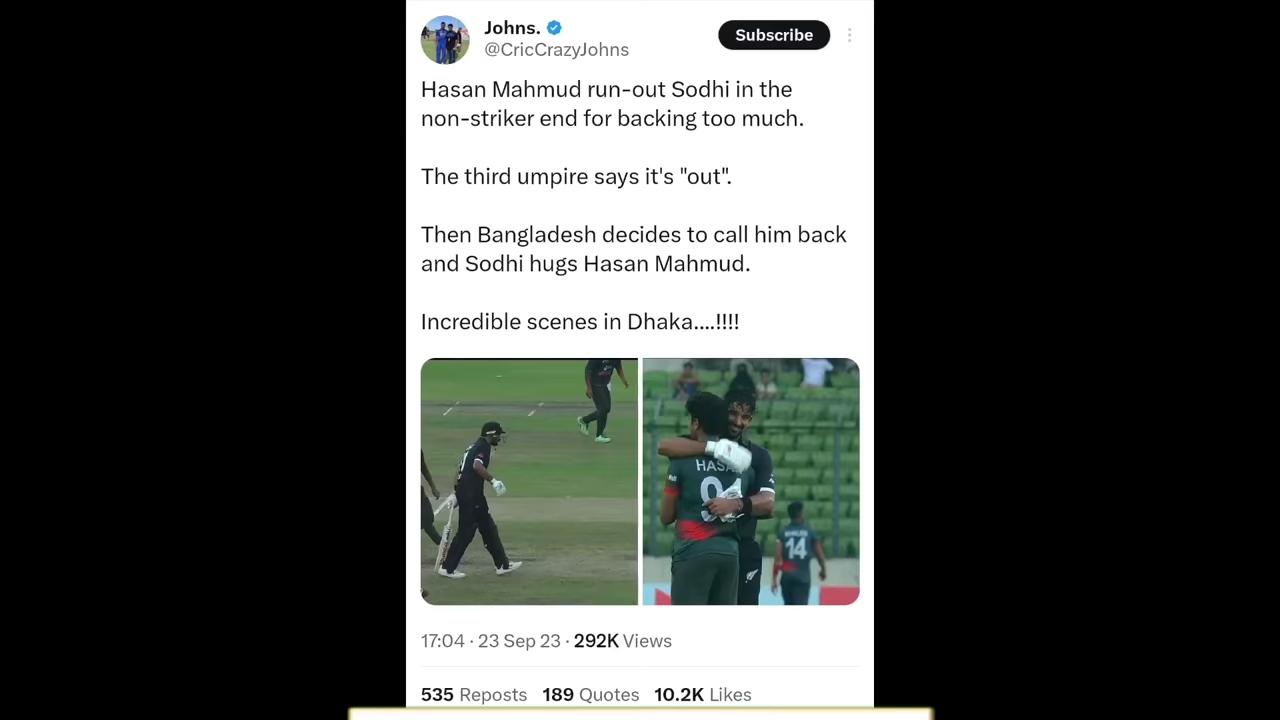 Johns.
@CricCrazyJohns
Subscribe
Hasan Mahmud run-out Sodhi in the
non-striker end for backing too much.
The third umpire says it's "out".
Then Bangladesh decides to call him back
and Sodhi hugs Hasan Mahmud.
Incredible scenes in Dhaka....!!!!
HASA
14
17:04 · 23 Sep 23 · 292K Views
535 Reposts 189 Quotes 10.2K Likes